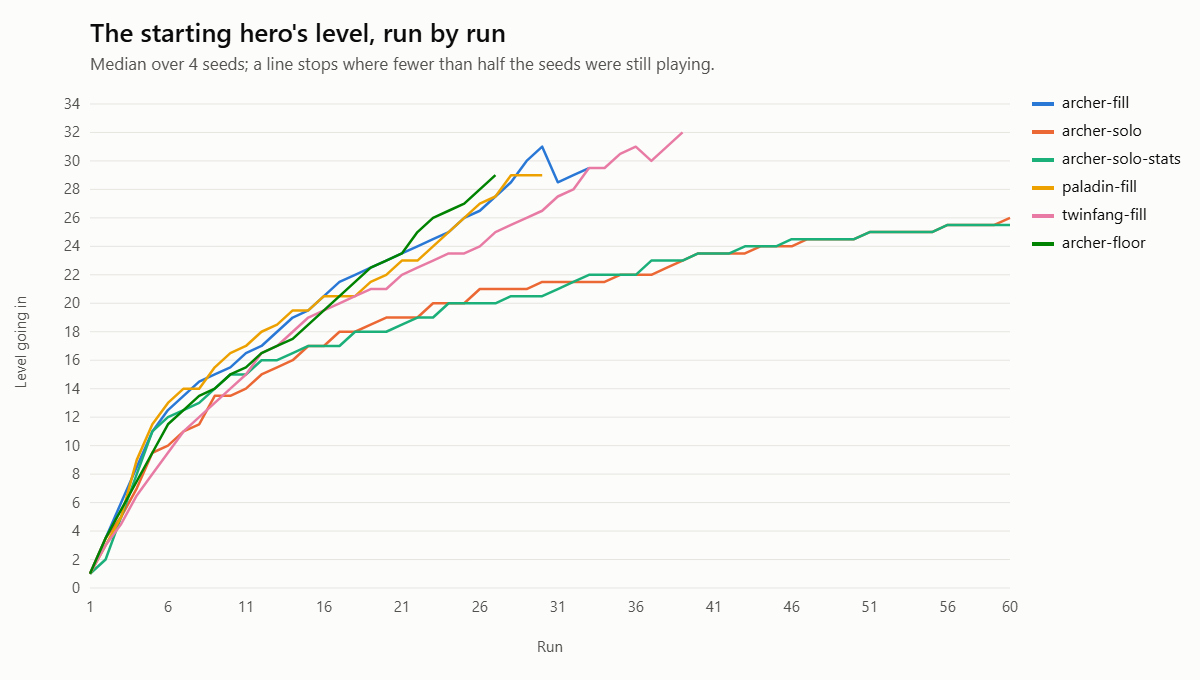 The starting hero's level, run by run
Median over 4 seeds; a line stops where fewer than half the seeds were still playing.
34
32
30
28
26
24
22
20
18
16
14
12
10
8
6
4
2
0
Level going in
1 6 11 16 21 26 31 36 41 46 51 56 60
Run
archer-fill
archer-solo
archer-solo-stats
paladin-fill
twinfang-fill
archer-floor